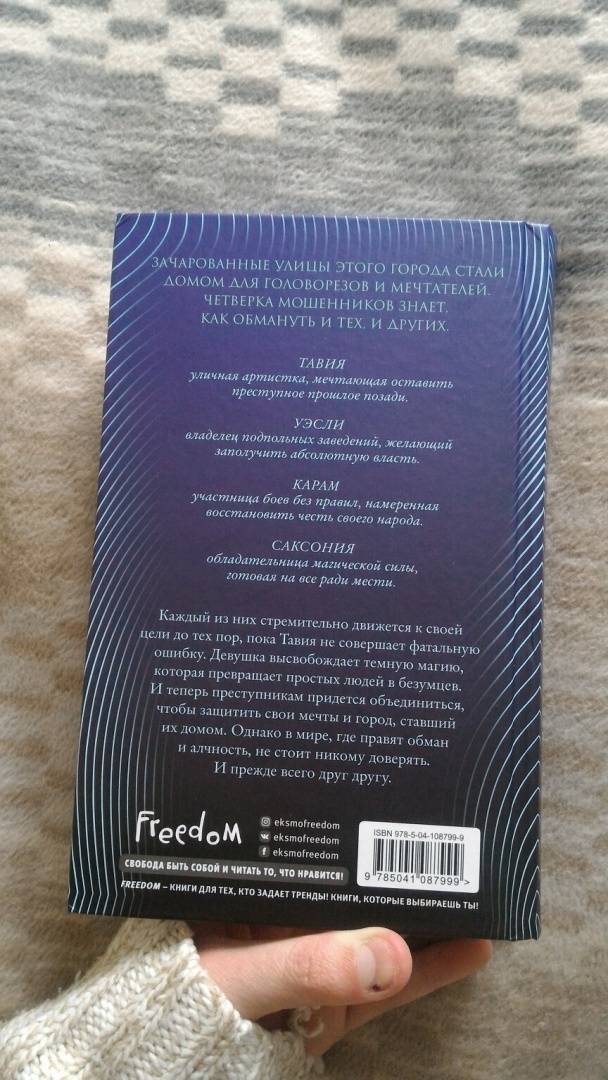 ЗАЧАРОВАННЫЕ УЛИЦЫ ЭТОГО ГОРОДА СТАЛИ
ДОМОМ ДЛЯ ГОЛОВОРЕЗОВ И МЕЧТАТЕЛЕЙ.
ЧЕТВЕРКА МОШЕННИКОВ ЗНАЕТ,
КАК ОБМАНУТЬ И ТЕХ, И ДРУГИХ.
ТАВИЯ
уличная артистка, мечтающая оставить
преступное прошлое позади.
УЭСЛИ
владелец подпольных заведений, желающий
заполучить абсолютную власть.
КАРАМ
участница боев без правил, намеренная
восстановить честь своего народа.
САКСОНИЯ
обладательница магической силы,
готовая на все ради мести.
Каждый из них стремительно движется к своей
цели до тех пор, пока Тавия не совершает фатальную
ошибку. Девушка высвобождает темную магию,
которая превращает простых людей в безумцев.
И теперь преступникам придется объединиться,
чтобы защитить свои мечты и город, ставший
их домом. Однако в мире, где правят обман
и алчность, не стоит никому доверять.
И прежде всего друг другу.
Freedom
eksmofreedom
eksmofreedom
eksmofreedom
СВОБОДА БЫТЬ СОБОЙ И ЧИТАТЬ ТО, ЧТО НРАВИТСЯ!
FREEDOM – КНИГИ ДЛЯ ТЕХ, КТО ЗАДАЕТ ТРЕНДЫ! КНИГИ, КОТОРЫЕ ВЫБИРАЕШЬ ТЫ!
ISBN 978-5-04-108799-9
9 785041 087999 >